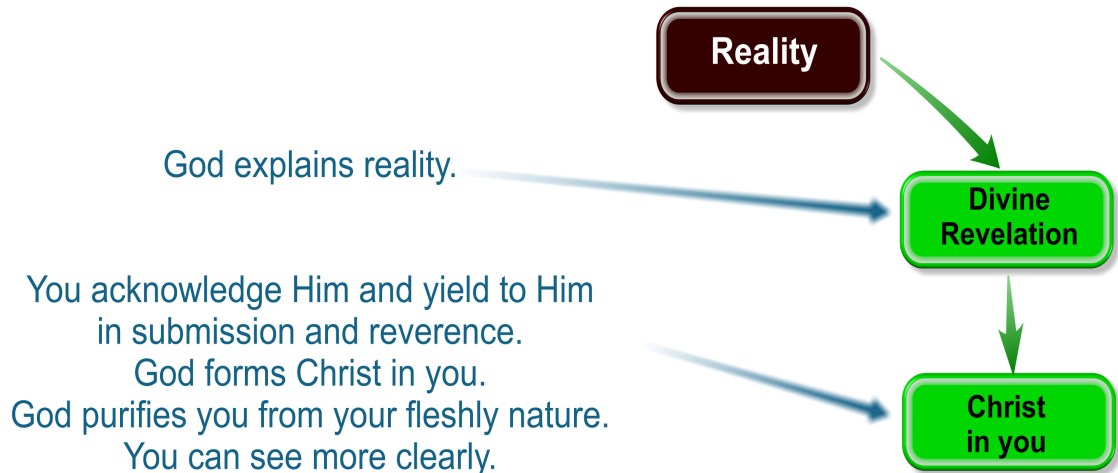 Reality
God explains reality.
Divine
Revelation
You acknowledge Him and yield to Him
in submission and reverence.
God forms Christ in you.
God purifies you from your fleshly nature.
You can see more clearly.
Christ
in you